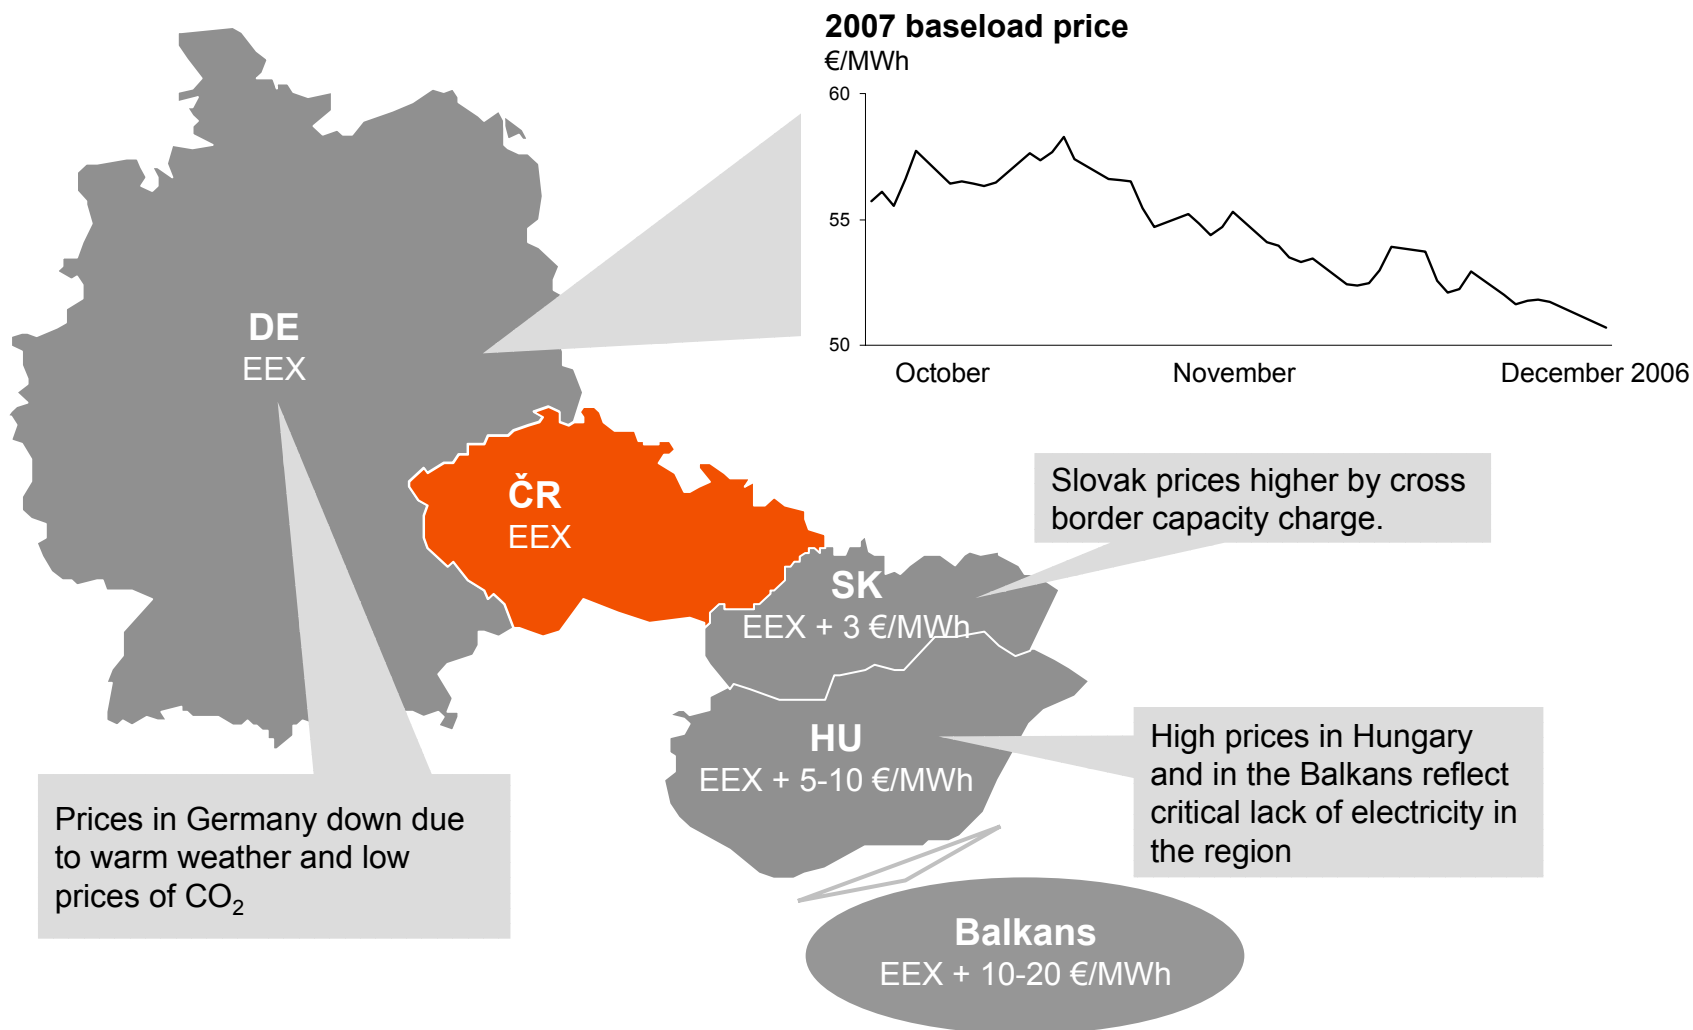 2007 baseload price
€/MWh
60
55
50
October
November
December 2006
DE
EEX
ČR
EEX
Slovak prices higher by cross
border capacity charge.
SK
EEX + 3 €/MWh
HU
EEX + 5-10 €/MWh
High prices in Hungary
and in the Balkans reflect
critical lack of electricity in
the region
Prices in Germany down due
to warm weather and low
prices of CO₂
Balkans
EEX + 10-20 €/MWh